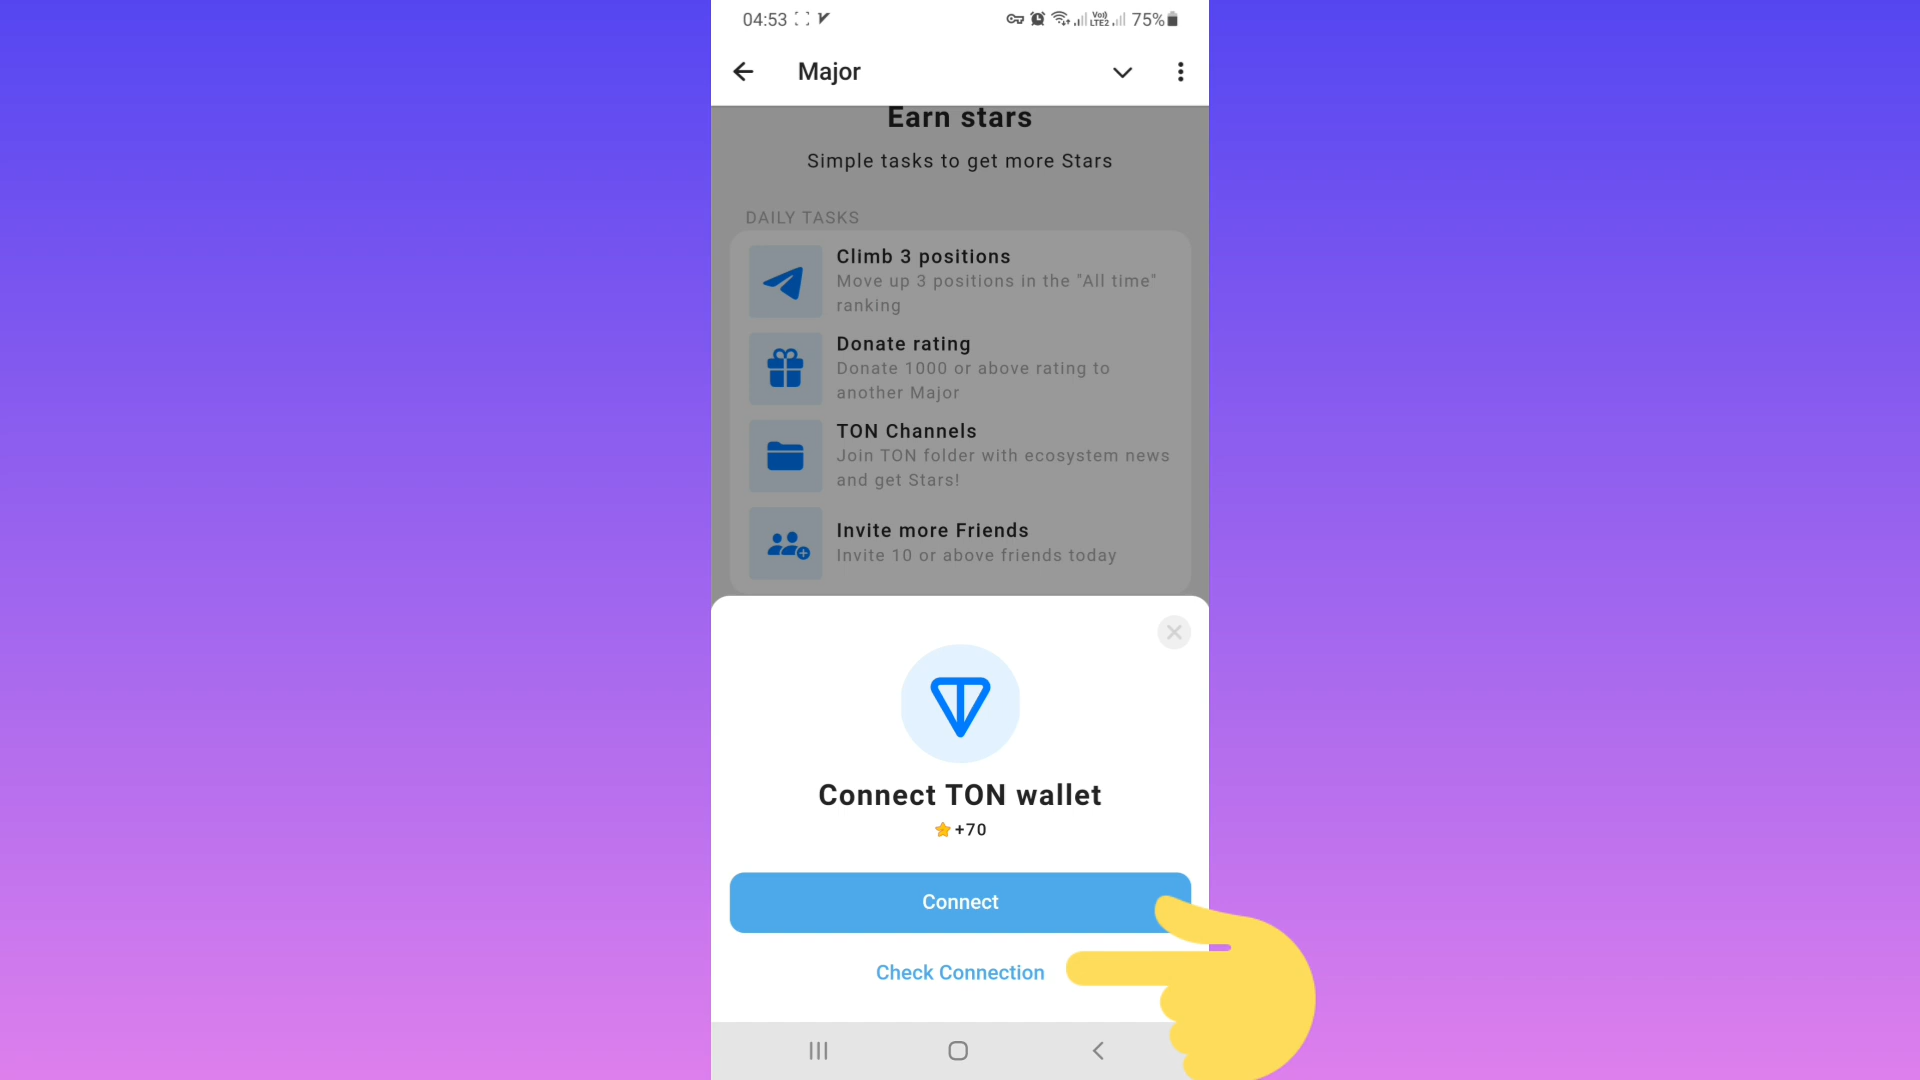 04:53
Vo)) LTE2
75%
Major
Earn stars
Simple tasks to get more Stars
DAILY TASKS
Climb 3 positions
Move up 3 positions in the "All time"
ranking
Donate rating
Donate 1000 or above rating to
another Major
TON Channels
Join TON folder with ecosystem news
and get Stars!
Invite more Friends
Invite 10 or above friends today
Connect TON wallet
+70
Connect
Check Connection